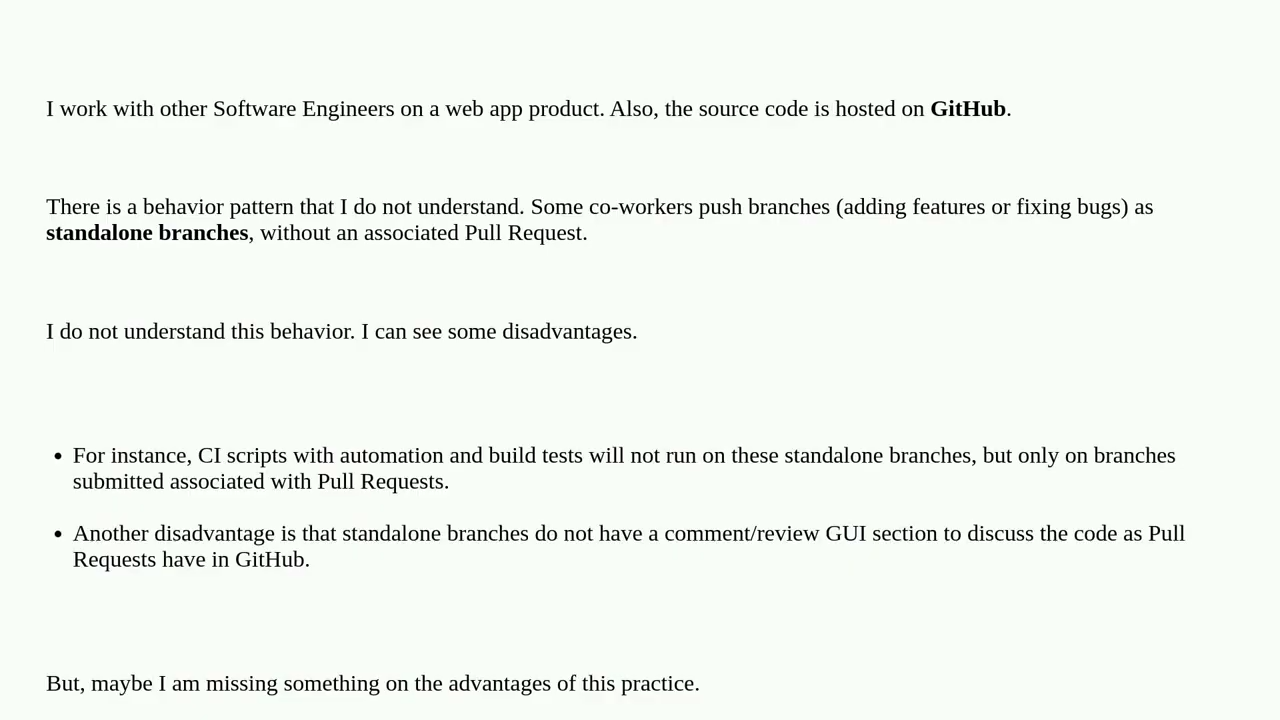 I work with other Software Engineers on a web app product. Also, the source code is hosted on GitHub.
There is a behavior pattern that I do not understand. Some co-workers push branches (adding features or fixing bugs) as
standalone branches, without an associated Pull Request.
I do not understand this behavior. I can see some disadvantages.
• For instance, CI scripts with automation and build tests will not run on these standalone branches, but only on branches
submitted associated with Pull Requests.
• Another disadvantage is that standalone branches do not have a comment/review GUI section to discuss the code as Pull
Requests have in GitHub.
But, maybe I am missing something on the advantages of this practice.